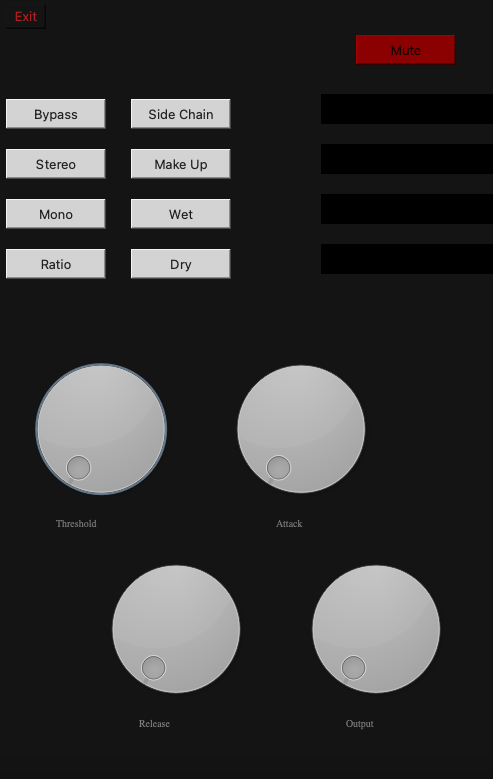 Exit
Mute
Bypass
Side Chain
Stereo
Make Up
Mono
Wet
Ratio
Dry
Threshold
Attack
Release
Output